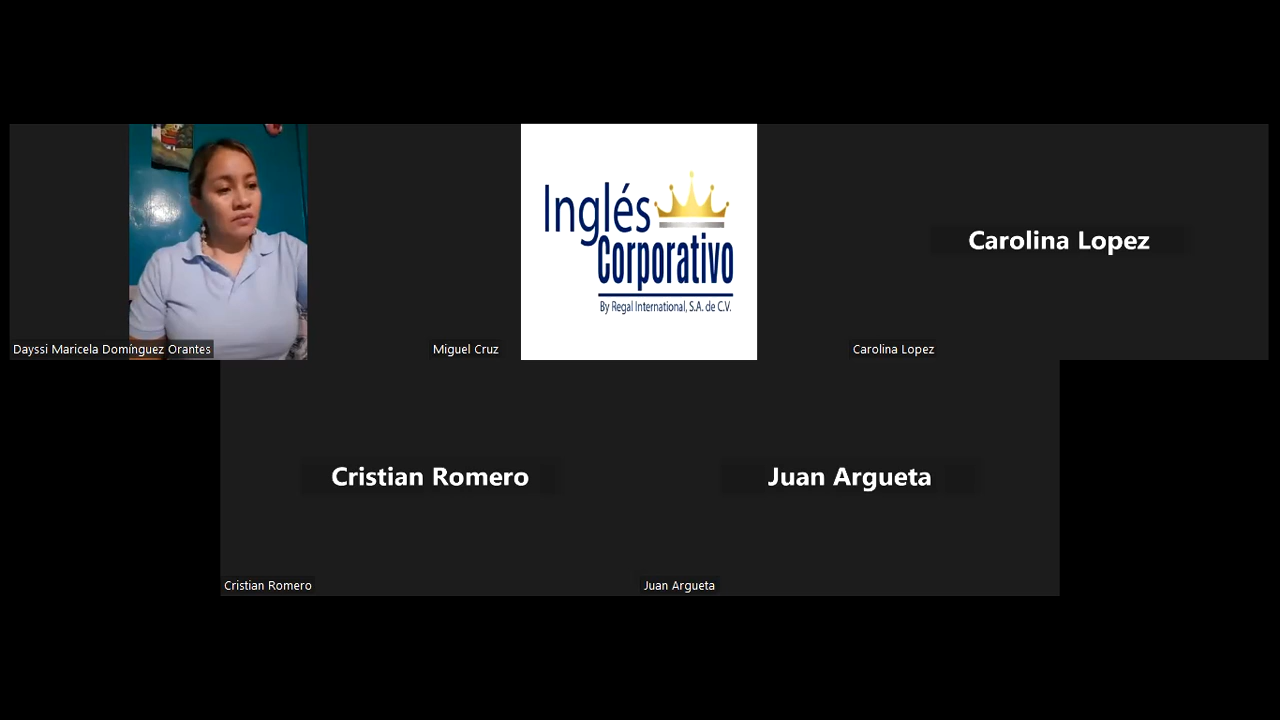 Inglés
Corporativo
By Regal International, S.A. de C.V.
Carolina Lopez
Dayssi Maricela Domínguez Orantes
Miguel Cruz
Carolina Lopez
Cristian Romero
Juan Argueta
Cristian Romero
Juan Argueta